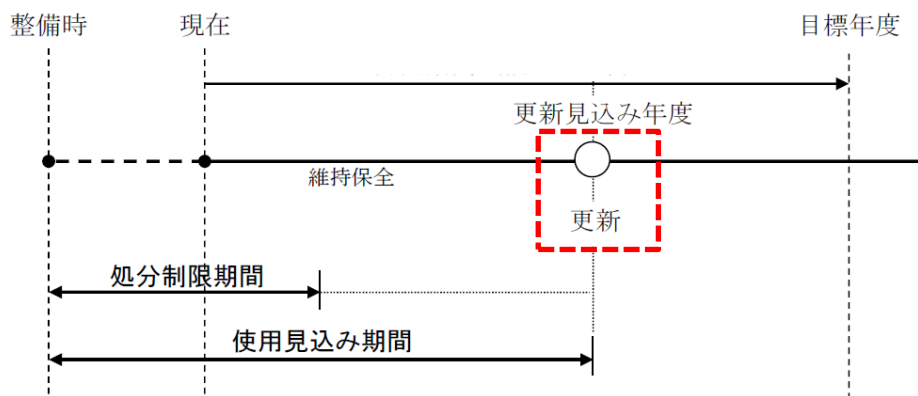 整備時
現在
目標年度
更新見込み年度
維持保全
更新
処分制限期間
使用見込み期間